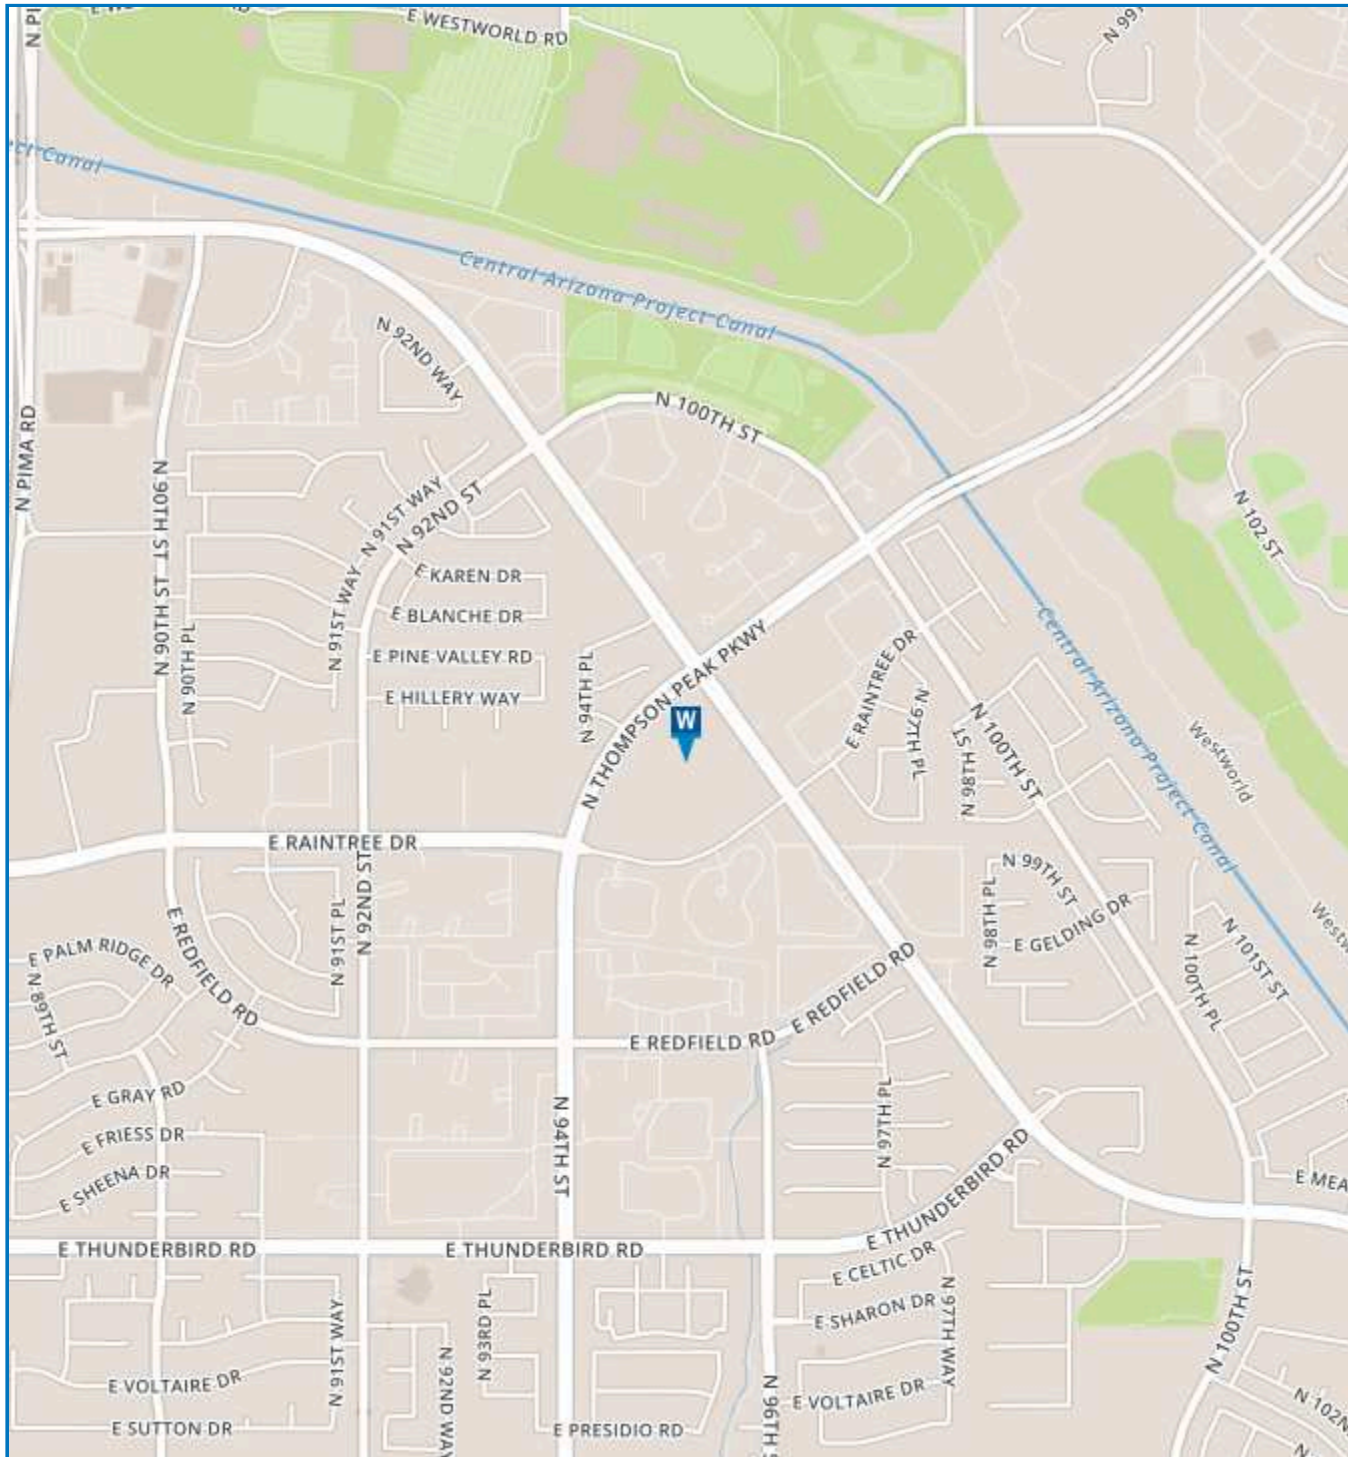 N PI
E WESTWORLD RD
N 99T
ect Canal
Central Arizona Project Canal
N 92ND WAY
N 100TH ST
N PIMA RD
N 90TH ST
N 91ST WAY
N 92ND ST
N 102 ST
E KAREN DR
N 91ST WAY
E BLANCHE DR
N 90TH ST
N 90TH PL
E PINE VALLEY RD
N 94TH PL
N THOMPSON PEAK PKWY
E RAINTREE DR
Central Arizona Project Canal
E HILLERY WAY
W
N 97TH PL
N 98TH ST
N 100TH ST
Westworld
E RAINTREE DR
N 92ND ST
N 91ST PL
N 99TH ST
N 98TH PL
E GELDING DR
N 100TH PL
N 101ST ST
Westw
E PALM RIDGE DR
E REDFIELD RD
N 89TH ST
E REDFIELD RD
E REDFIELD RD
E GRAY RD
E FRIESS DR
E SHEENA DR
N 94TH ST
N 97TH PL
E THUNDERBIRD RD
E MEA
E THUNDERBIRD RD
E THUNDERBIRD RD
E CELTIC DR
E SHARON DR
N 97TH WAY
N 100TH ST
N 91ST WAY
N 93RD PL
N 92ND WAY
E VOLTAIRE DR
E VOLTAIRE DR
N 96TH S
N 102N
E SUTTON DR
E PRESIDIO RD